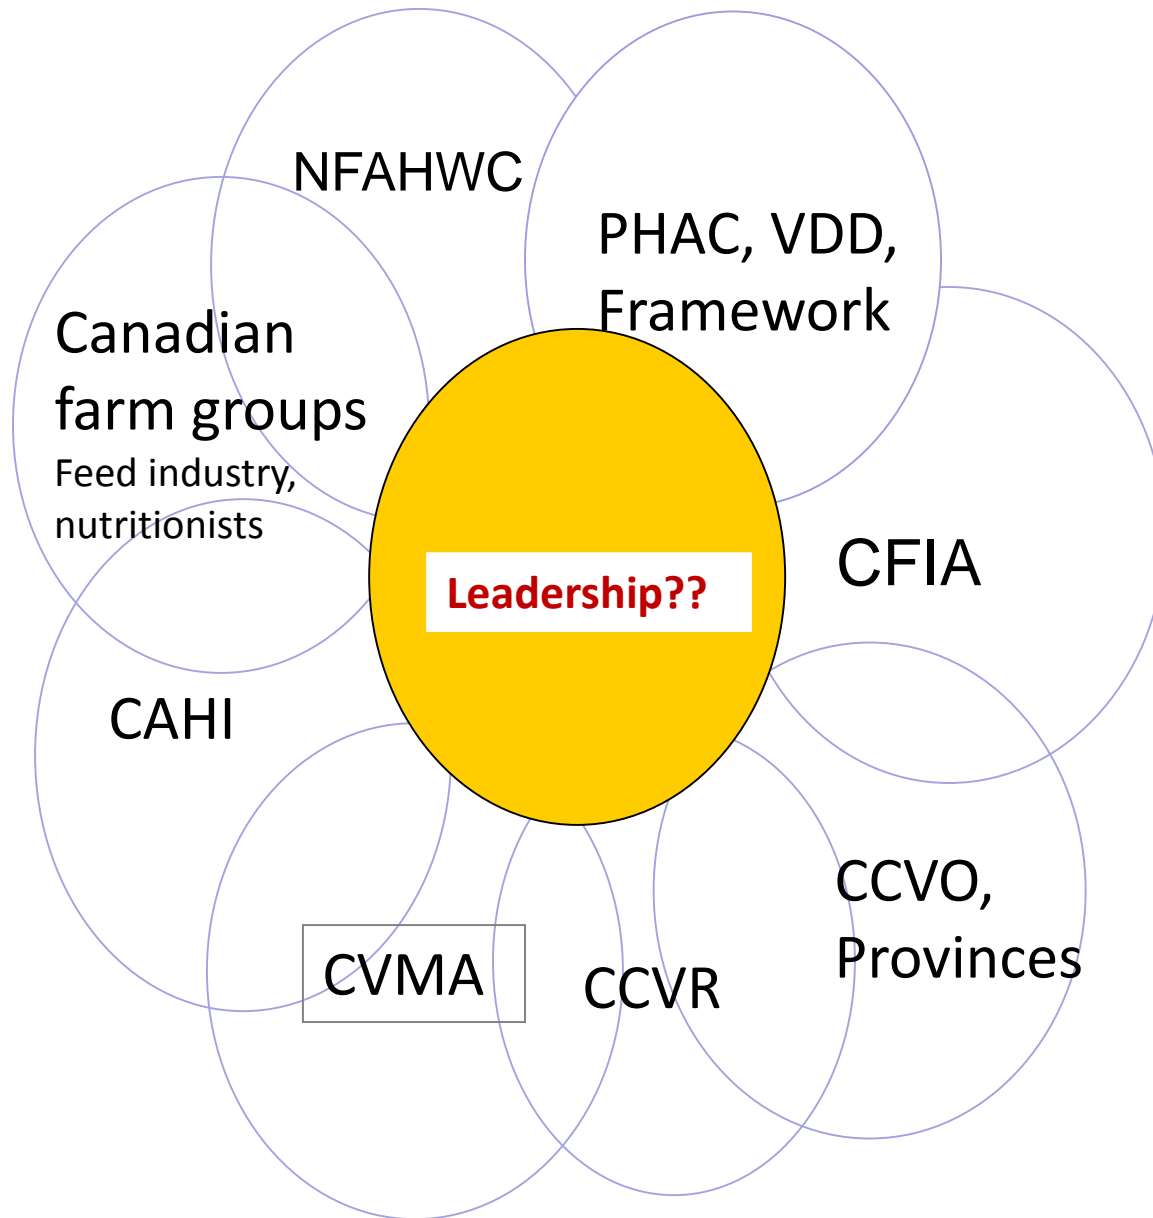 NFAHWC
PHAC, VDD,
Framework
Canadian
farm groups
Feed industry,
nutritionists
CFIA
Leadership??
CAHI
CCVO,
Provinces
CVMA
CCVR